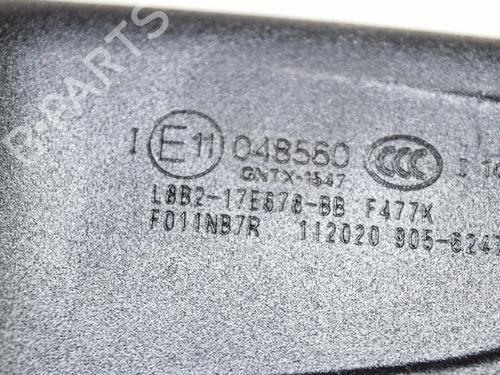 B-PARTS
I E11 048560 CCC I
GNTX-1547
L8B2-17E678-BB F477K
F011NB7R 112020 905-6247